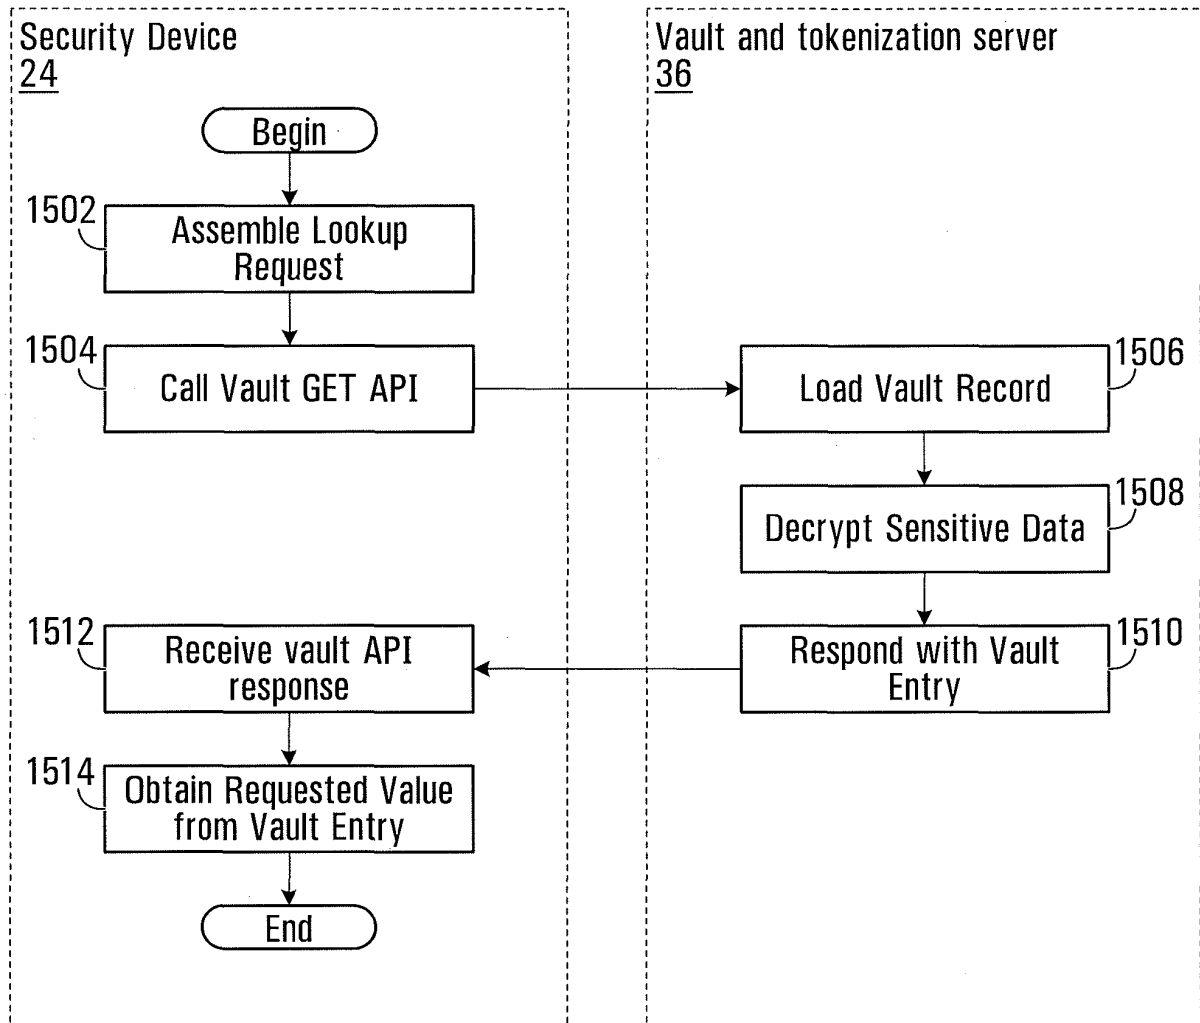 Security Device
24
Begin
1502
Assemble Lookup
Request
1504
Call Vault GET API
1512
Receive vault API
response
1514
Obtain Requested Value
from Vault Entry
End
Vault and tokenization server
36
1506
Load Vault Record
1508
Decrypt Sensitive Data
1510
Respond with Vault
Entry